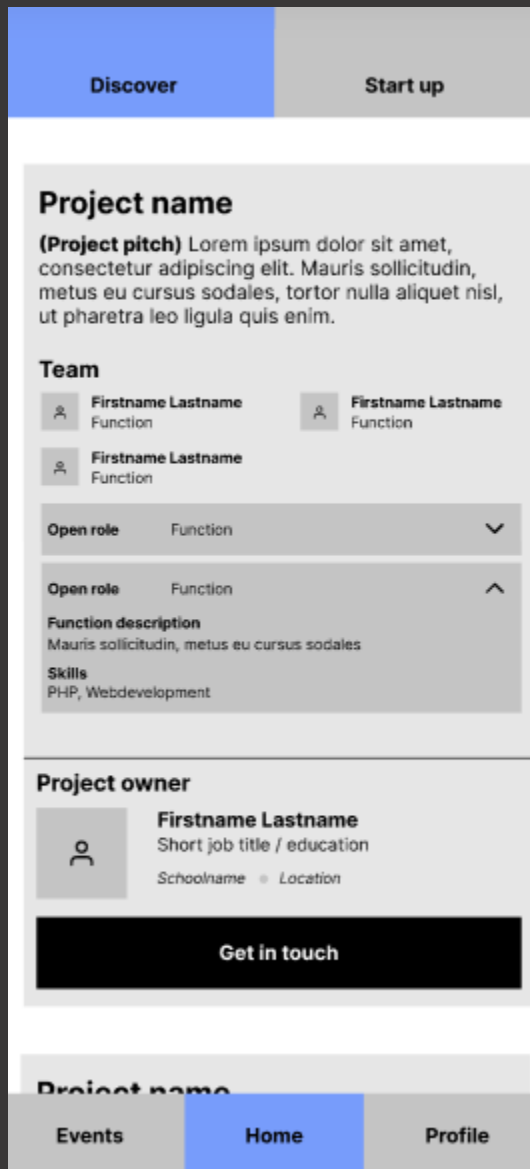 Discover
Start up
Project name
(Project pitch) Lorem ipsum dolor sit amet,
consectetur adipiscing elit. Mauris sollicitudin,
metus eu cursus sodales, tortor nulla aliquet nisl,
ut pharetra leo ligula quis enim.
Team
Firstname Lastname
Function
Firstname Lastname
Function
Firstname Lastname
Function
Open role Function
Open role Function
Function description
Mauris sollicitudin, metus eu cursus sodales
Skills
PHP, Webdevelopment
Project owner
Firstname Lastname
Short job title / education
Schoolname Location
Get in touch
Project name
Events
Home
Profile